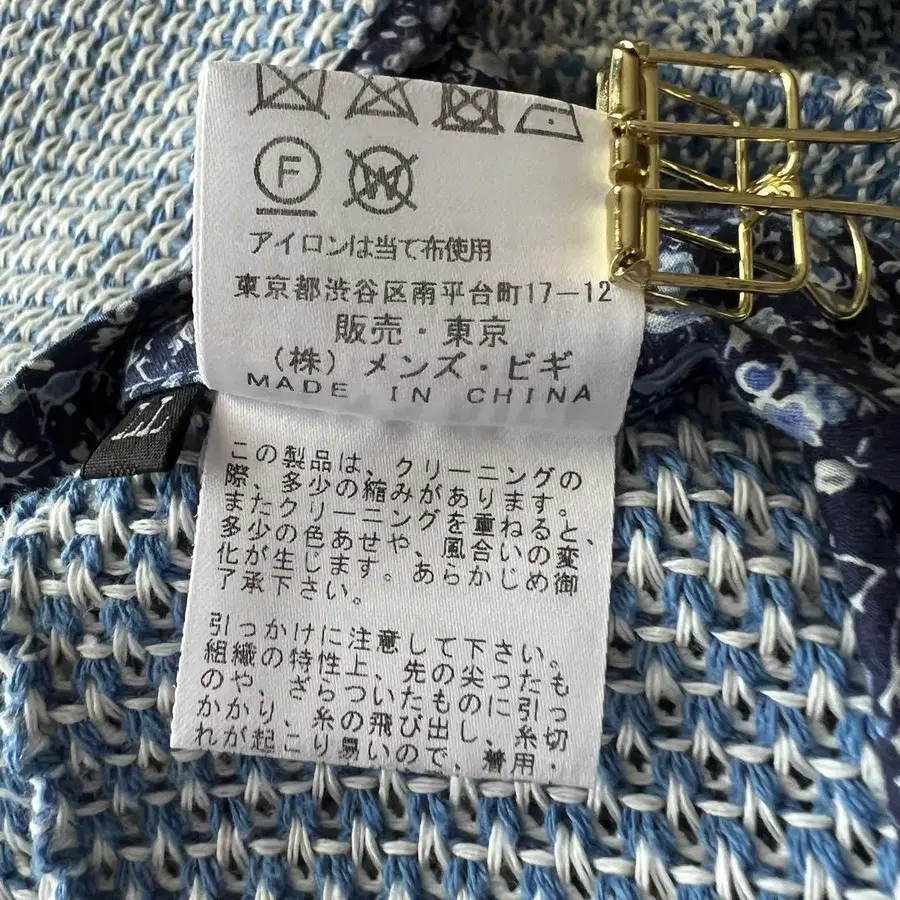 F
W
アイロンは当て布使用
東京都渋谷区南平台町17-12
販売・東京
(株) メンズ・ビギ
MADE IN CHINA
LL
この製品は、クリーニングの
際、多少の縮みがあります。
またクリーニングを重ねると、
多少の色あせや、風合いの変
化が生じます。あらかじめ御
了承下さい。
引っかけに注意して下さい。
組織の特性上、先の尖ったも
のや、ざらついたものに引っ
かかり、糸の飛び出し、糸切
れが起こり易いので、着用・